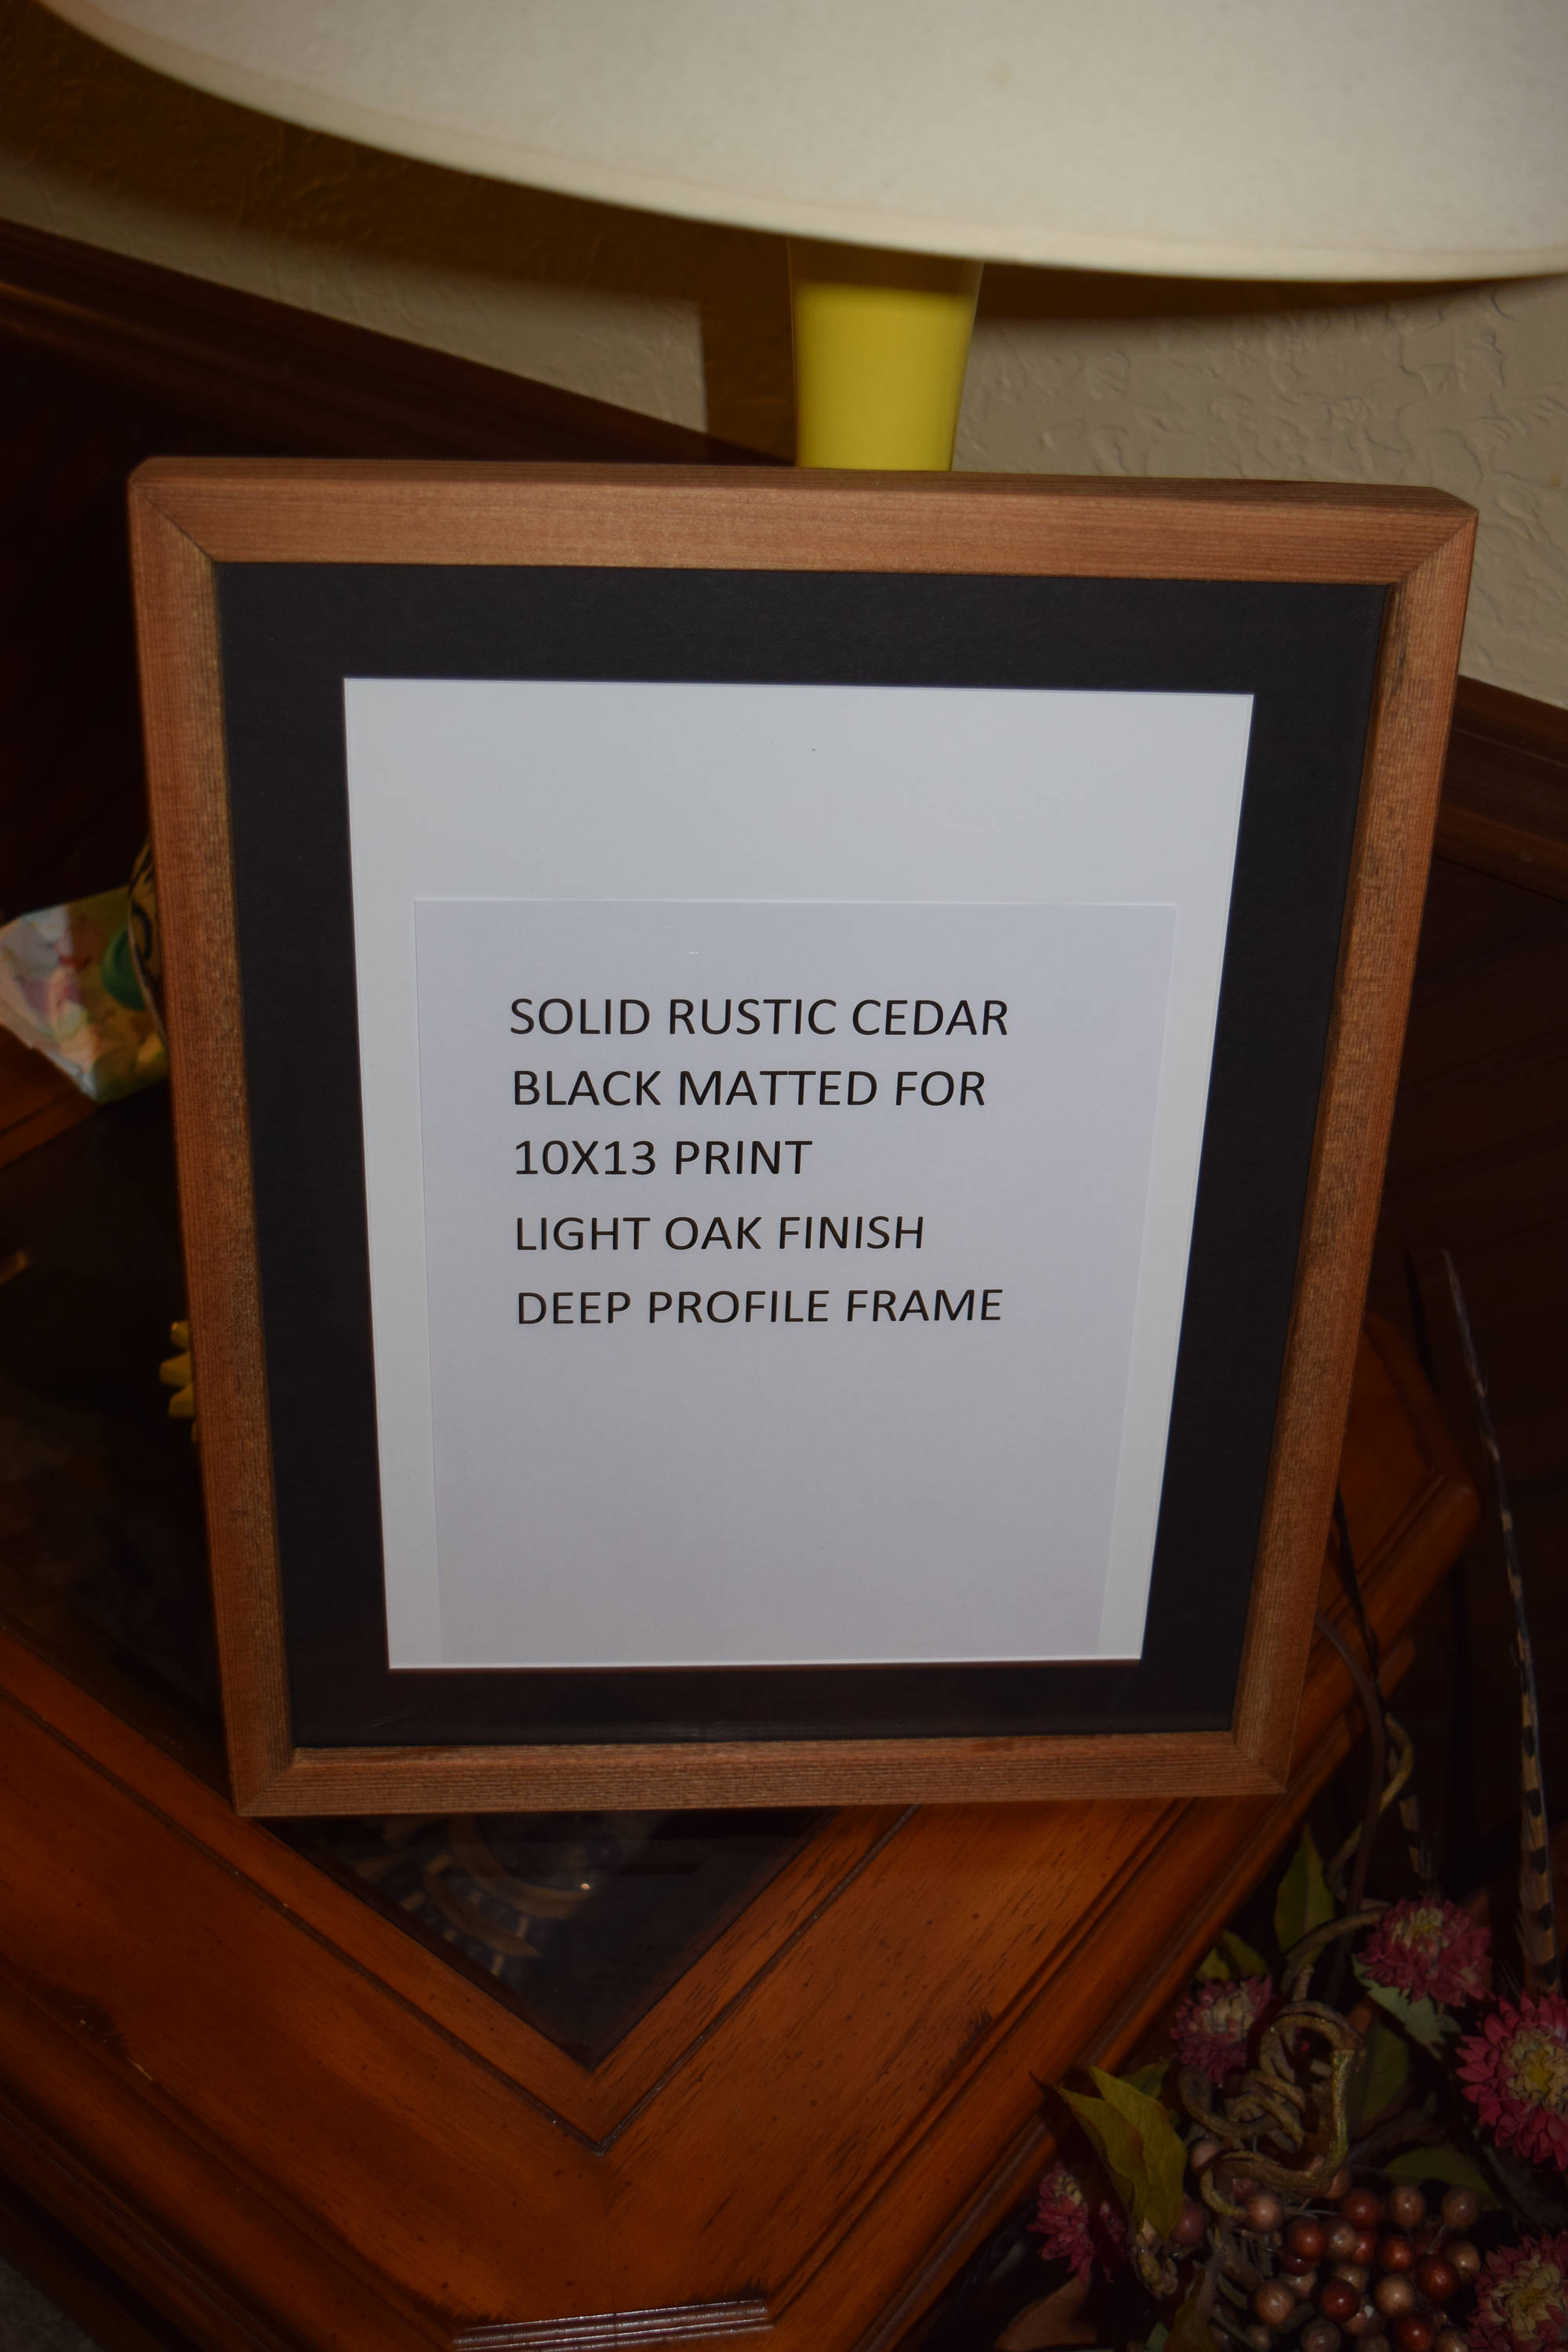 SOLID RUSTIC CEDAR
BLACK MATTED FOR
10X13 PRINT
LIGHT OAK FINISH
DEEP PROFILE FRAME